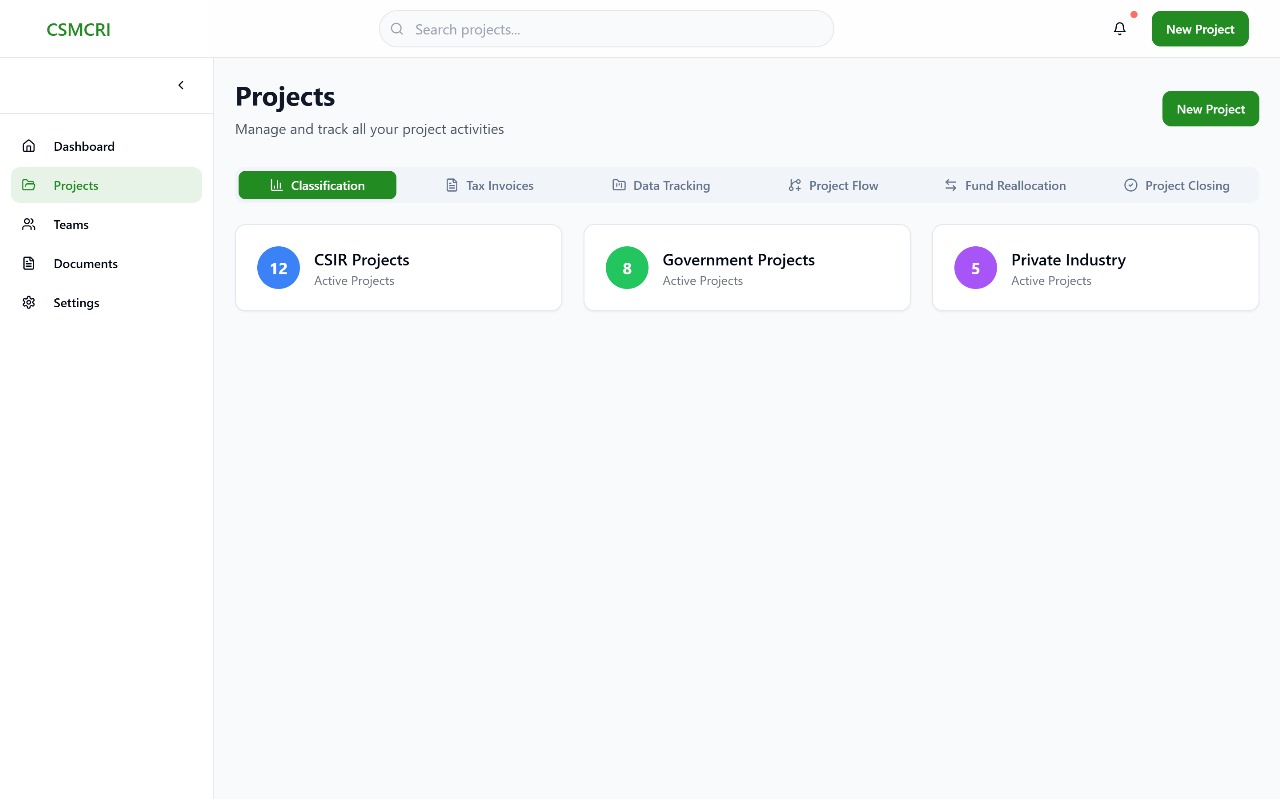 CSMCRI
Search projects...
New Project
Dashboard
Projects
Teams
Documents
Settings
Projects
Manage and track all your project activities
New Project
Classification
Tax Invoices
Data Tracking
Project Flow
Fund Reallocation
Project Closing
12
CSIR Projects
Active Projects
8
Government Projects
Active Projects
5
Private Industry
Active Projects